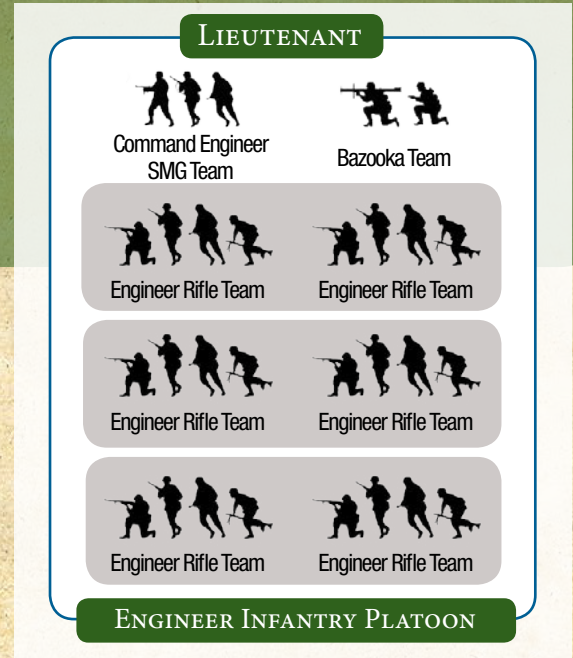 LIEUTENANT
Command Engineer
SMG Team
Bazooka Team
Engineer Rifle Team
Engineer Rifle Team
Engineer Rifle Team
Engineer Rifle Team
Engineer Rifle Team
Engineer Rifle Team
ENGINEER INFANTRY PLATOON